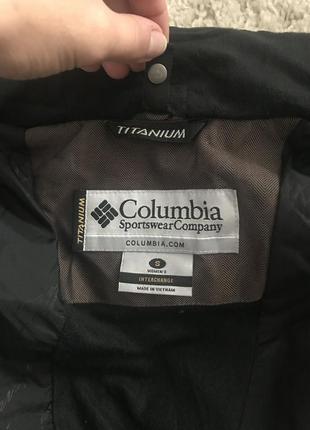 TITANIUM
TITANIUM
Columbia
SportswearCompany
COLUMBIA.COM
S
WOMEN'S
INTERCHANGE
MADE IN VIETNAM